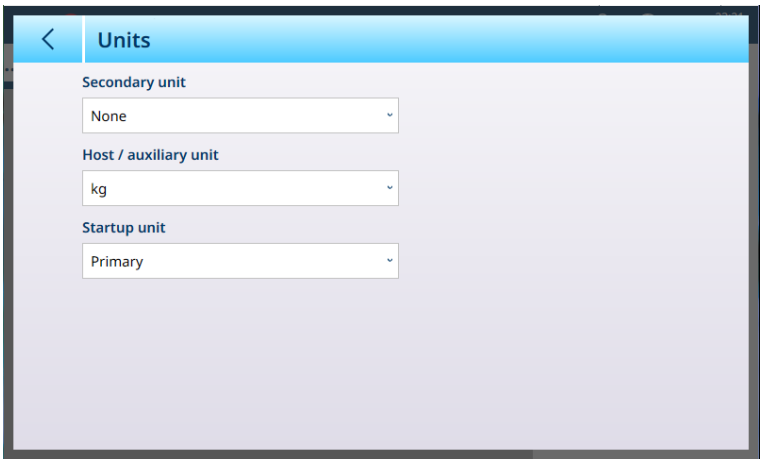 Units
Secondary unit
None
Host / auxiliary unit
kg
Startup unit
Primary